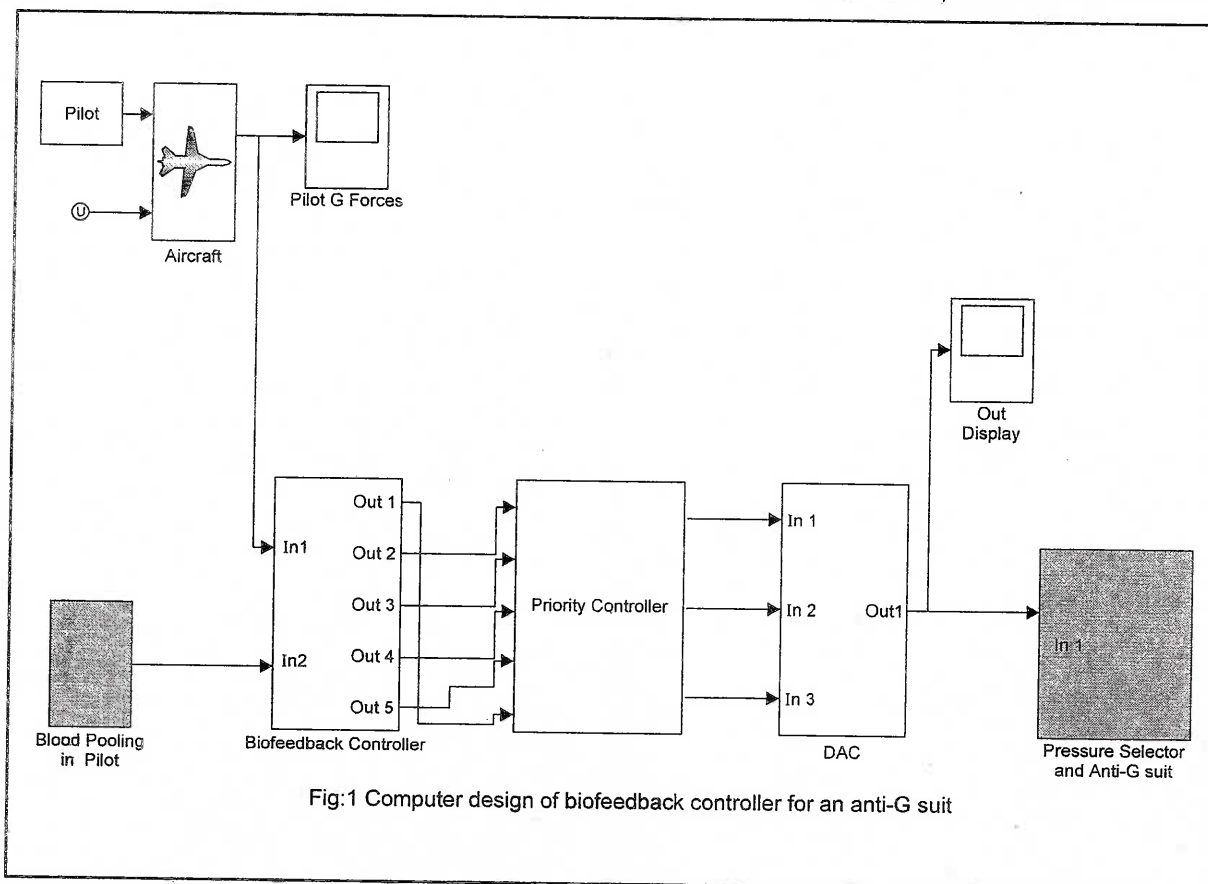 Pilot
U
Aircraft
Pilot G Forces
Out
Display
Out 1
Out 2
Out 3
Out 4
Out 5
In1
In2
Biofeedback Controller
Priority Controller
In 1
In 2
In 3
Out1
DAC
In 1
Pressure Selector
and Anti-G suit
Blood Pooling
in Pilot
Fig:1 Computer design of biofeedback controller for an anti-G suit